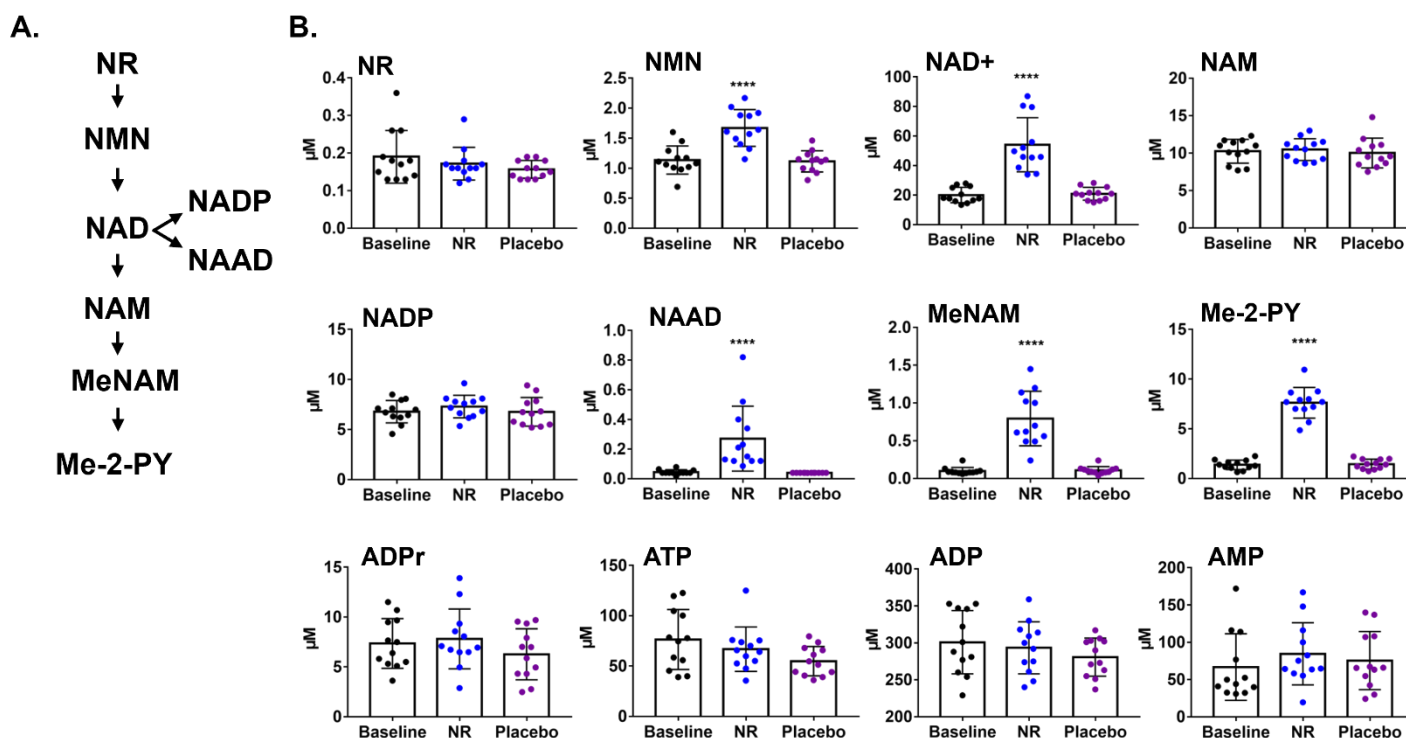 A.
NR
NMN
NAD
NADP
NAAD
NAM
MeNAM
Me-2-PY
B.
NR
µM
0.4
0.3
0.2
0.1
0.0
Baseline NR Placebo
NMN
µM
2.5
2.0
1.5
1.0
0.5
0.0
****
Baseline NR Placebo
NAD+
µM
100
80
60
40
20
0
****
Baseline NR Placebo
NAM
µM
20
15
10
5
0
Baseline NR Placebo
NADP
µM
15
10
5
0
Baseline NR Placebo
NAAD
µM
1.0
0.8
0.6
0.4
0.2
0.0
****
Baseline NR Placebo
MeNAM
µM
2.0
1.5
1.0
0.5
0.0
****
Baseline NR Placebo
Me-2-PY
µM
15
10
5
0
****
Baseline NR Placebo
ADPr
µM
15
10
5
0
Baseline NR Placebo
ATP
µM
150
100
50
0
Baseline NR Placebo
ADP
µM
400
350
300
250
200
Baseline NR Placebo
AMP
µM
200
150
100
50
0
Baseline NR Placebo